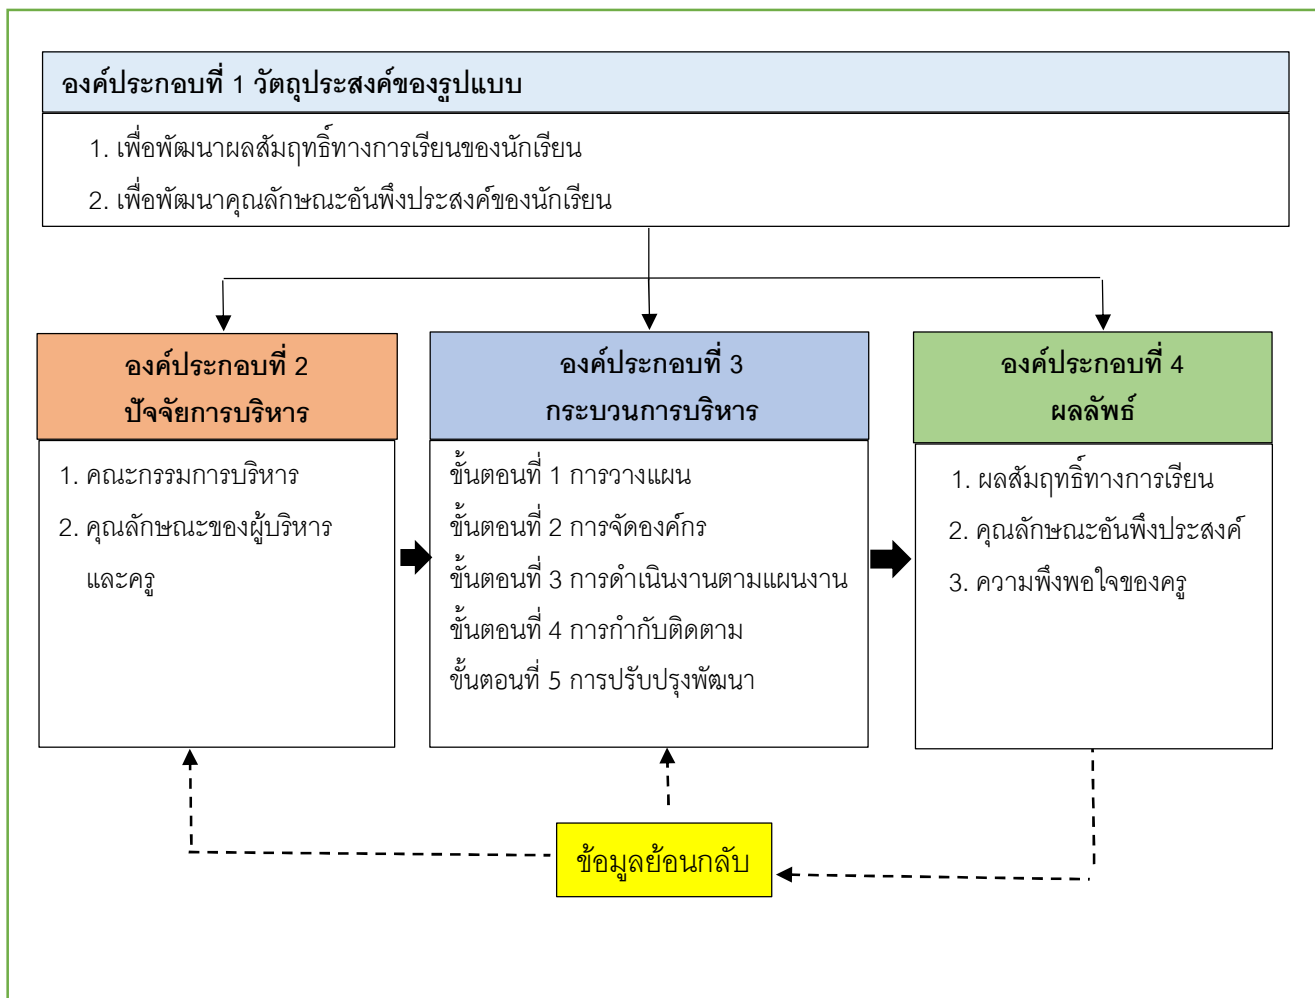 องค์ประกอบที่ 1 วัตถุประสงค์ของรูปแบบ
1. เพื่อพัฒนาผลสัมฤทธิ์ทางการเรียนของนักเรียน
2. เพื่อพัฒนาคุณลักษณะอันพึงประสงค์ของนักเรียน
องค์ประกอบที่ 2
ปัจจัยการบริหาร
1. คณะกรรมการบริหาร
2. คุณลักษณะของผู้บริหาร
และครู
องค์ประกอบที่ 3
กระบวนการบริหาร
ขั้นตอนที่ 1 การวางแผน
ขั้นตอนที่ 2 การจัดองค์กร
ขั้นตอนที่ 3 การดำเนินงานตามแผนงาน
ขั้นตอนที่ 4 การกำกับติดตาม
ขั้นตอนที่ 5 การปรับปรุงพัฒนา
องค์ประกอบที่ 4
ผลลัพธ์
1. ผลสัมฤทธิ์ทางการเรียน
2. คุณลักษณะอันพึงประสงค์
3. ความพึงพอใจของครู
ข้อมูลย้อนกลับ